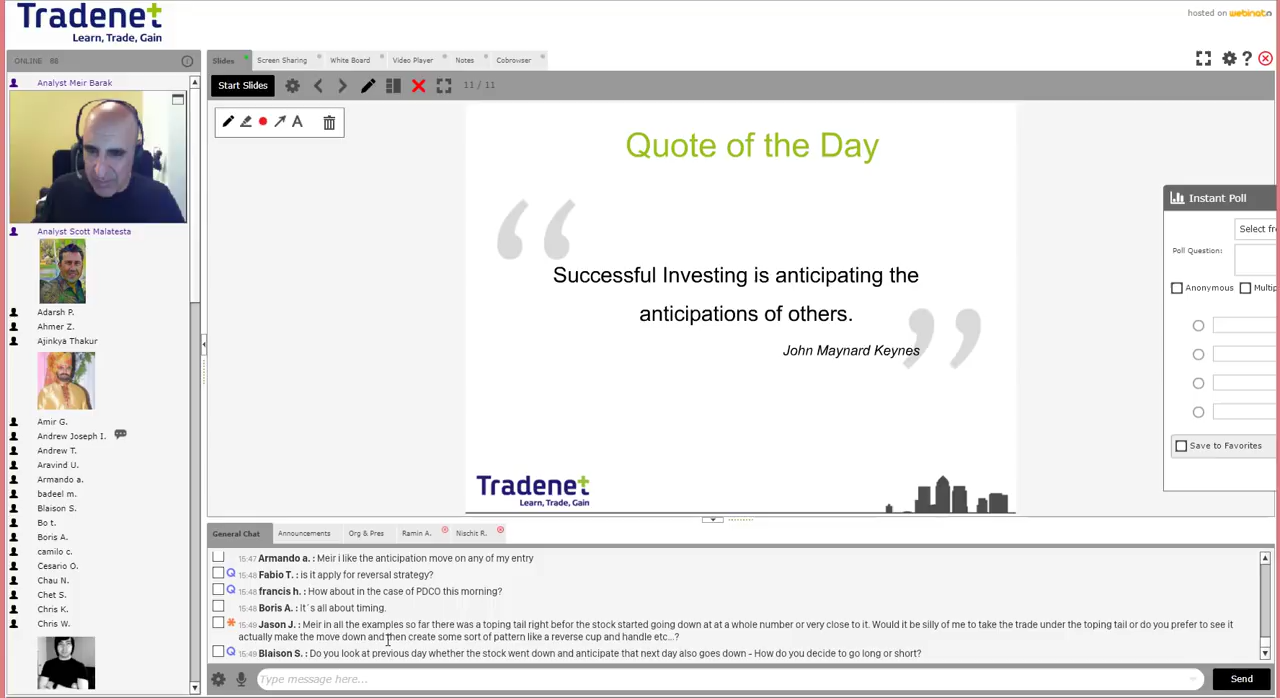 Tradenet
Learn, Trade, Gain
hosted on webinato
ONLINE 66
Slides
Screen Sharing
White Board
Video Player
Notes
Cobrowser
Analyst Meir Barak
Start Slides
11 / 11
A
Quote of the Day
“
Successful Investing is anticipating the
anticipations of others.
”
John Maynard Keynes
Tradenet
Learn, Trade, Gain
Instant Poll
Select fr
Poll Question:
Anonymous
Multip
Save to Favorites
Analyst Scott Malatesta
Adarsh P.
Ahmer Z.
Ajinkya Thakur
Amir G.
Andrew Joseph I.
Andrew T.
Aravind U.
Armando a.
badeel m.
Blaison S.
Bo t.
Boris A.
camilo c.
Cesario O.
Chau N.
Chet S.
Chris K.
Chris W.
General Chat
Announcements
Org & Pres
Ramin A.
Nischit R.
15:47 Armando a. : Meir i like the anticipation move on any of my entry
Q 15:48 Fabio T. : is it apply for reversal strategy?
Q 15:48 francis h. : How about in the case of PDCO this morning?
15:48 Boris A. : It´s all about timing.
15:49 Jason J. : Meir in all the examples so far there was a toping tail right befor the stock started going down at at a whole number or very close to it. Would it be silly of me to take the trade under the toping tail or do you prefer to see it
actually make the move down and then create some sort of pattern like a reverse cup and handle etc...?
Q 15:49 Blaison S. : Do you look at previous day whether the stock went down and anticipate that next day also goes down - How do you decide to go long or short?
Type message here...
Send